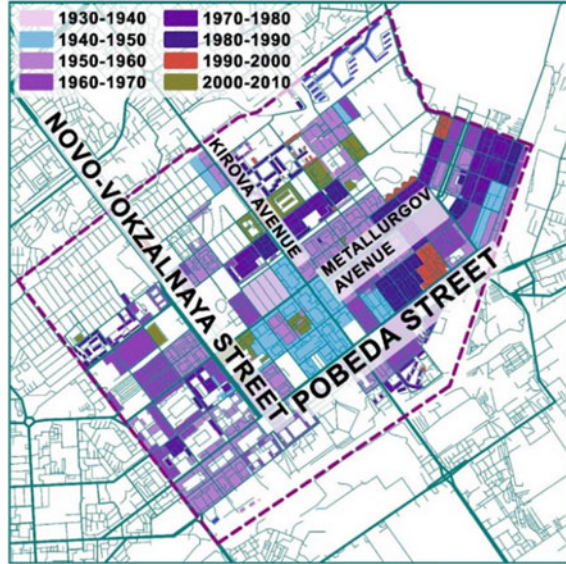 1930-1940
1940-1950
1950-1960
1960-1970
1970-1980
1980-1990
1990-2000
2000-2010
NOVO-VOKZALNAYA STREET
KIROVA AVENUE
METALLURGOV
AVENUE
POBEDA STREET